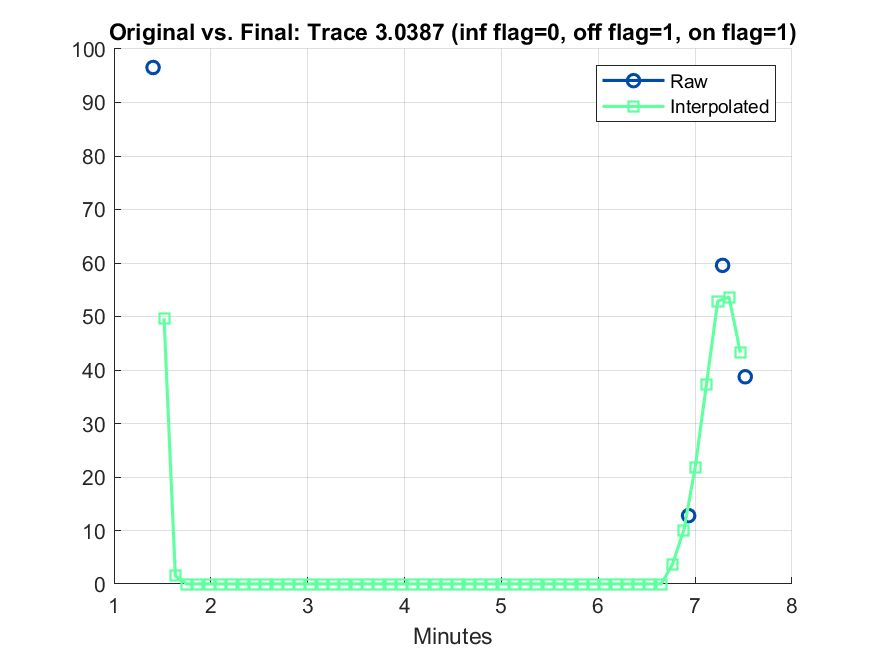 Original vs. Final: Trace 3.0387 (inf flag=0, off flag=1, on flag=1)
100
90
80
70
60
50
40
30
20
10
0
Raw
Interpolated
1 2 3 4 5 6 7 8
Minutes